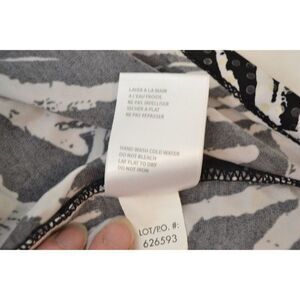 LAVER A LA MAIN
A L'EAU FROIDE
NE PAS JAVELLISER
SECHER A PLAT
NE PAS REPASSER
HAND WASH COLD WATER
DO NOT BLEACH
LAY FLAT TO DRY
DO NOT IRON
LOT/P.O. #:
626593